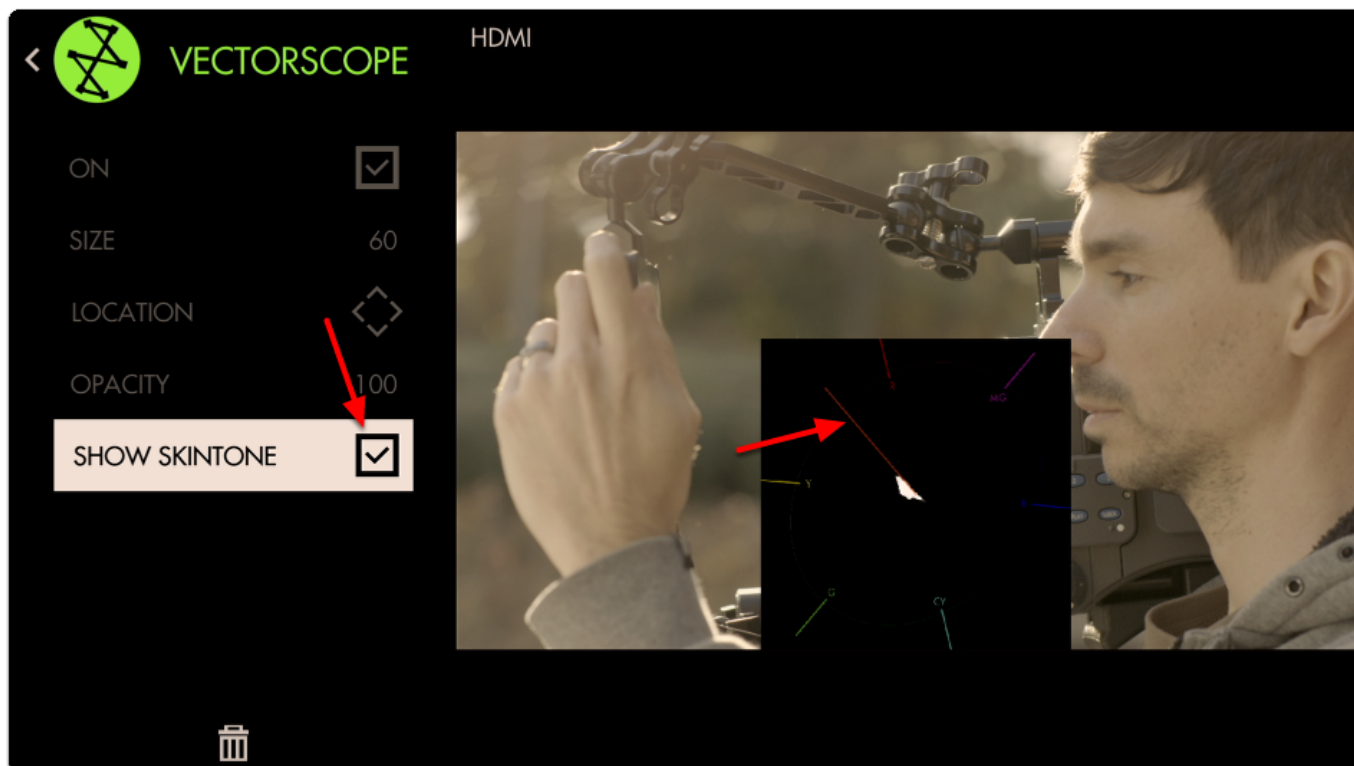 VECTORSCOPE
HDMI
ON
SIZE 60
LOCATION
OPACITY 100
SHOW SKINTONE
MG
Y
G
CY